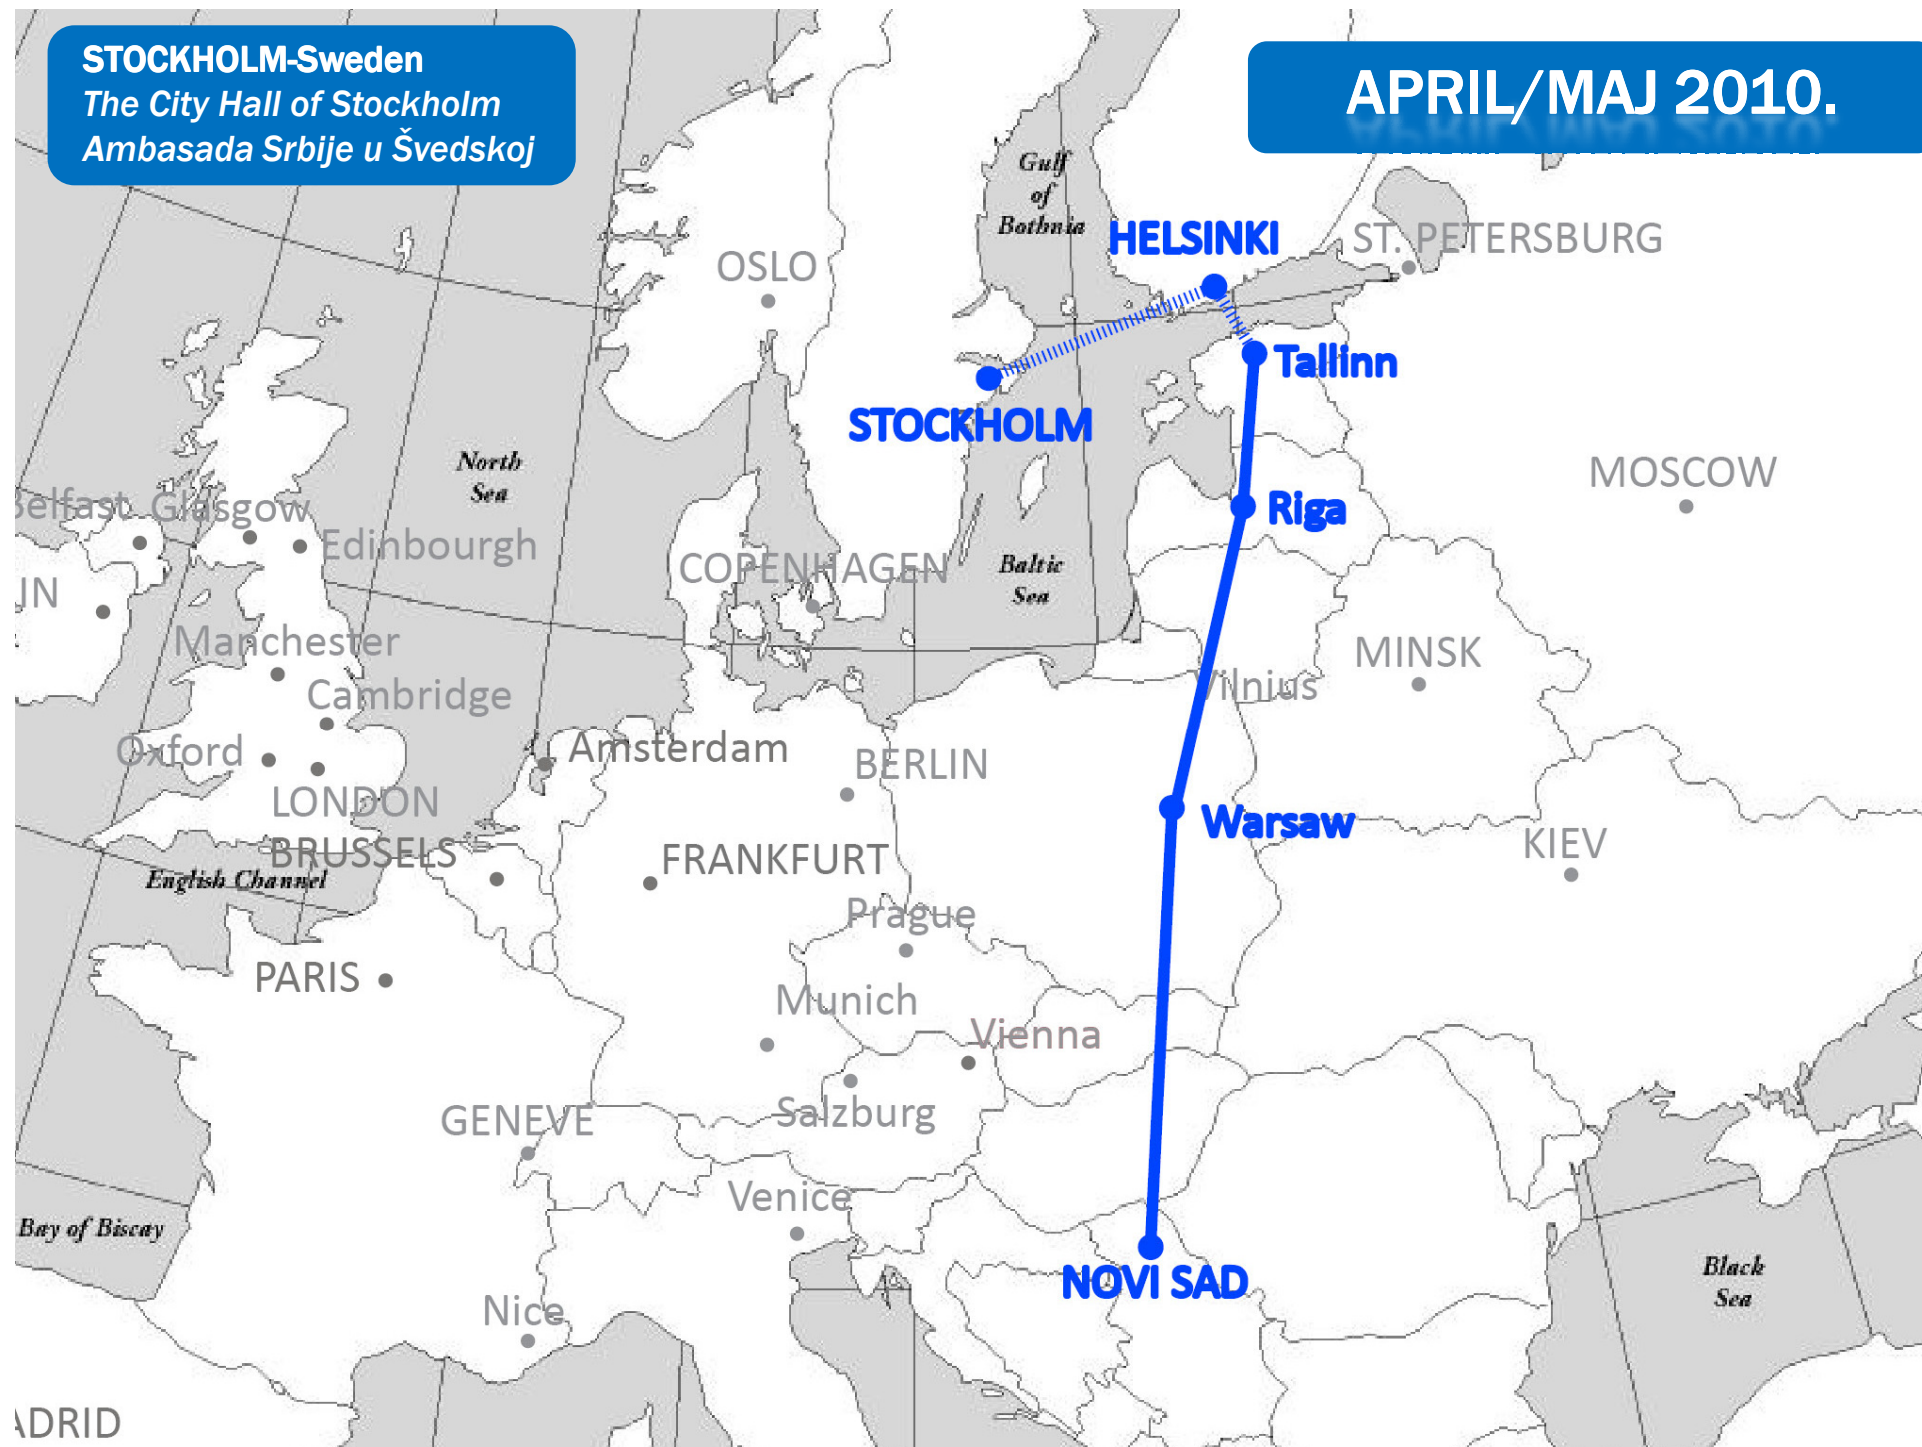 STOCKHOLM-Sweden
The City Hall of Stockholm
Ambasada Srbije u Švedskoj
APRIL/MAJ 2010.
Gulf
of
Bothnia
HELSINKI
ST. PETERSBURG
OSLO
Tallinn
STOCKHOLM
North
Sea
MOSCOW
Belfast
Glasgow
Riga
Edinbourgh
COPENHAGEN
Baltic
Sea
IN
Manchester
MINSK
Vilnius
Cambridge
Oxford
Amsterdam
BERLIN
LONDON
Warsaw
BRUSSELS
FRANKFURT
KIEV
English Channel
Prague
PARIS
Munich
Vienna
GENEVE
Salzburg
Venice
Bay of Biscay
NOVI SAD
Black
Sea
Nice
ADRID